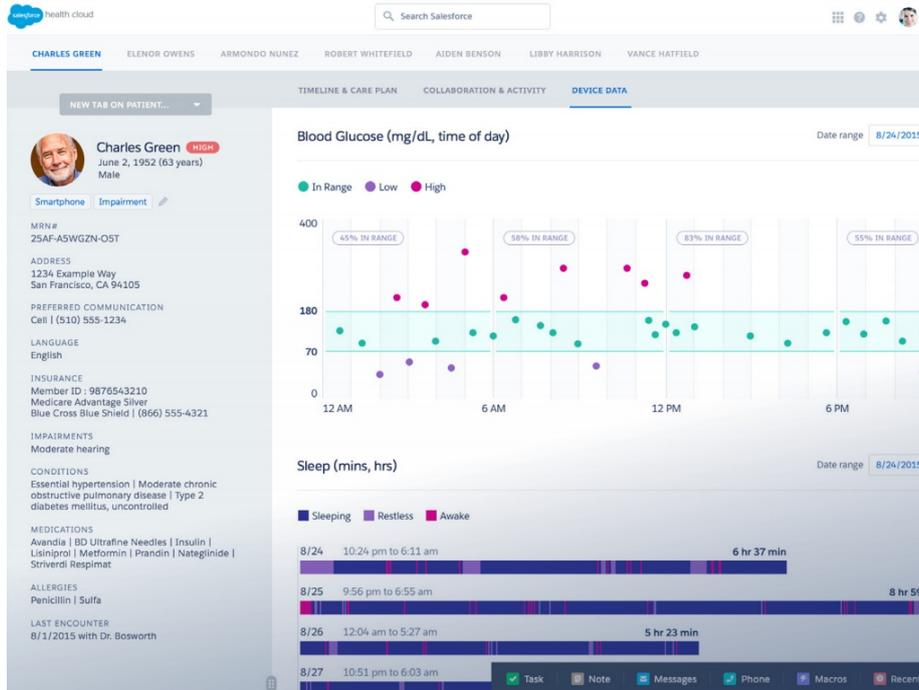 salesforce health cloud
Search Salesforce
CHARLES GREEN ELENOR OWENS ARMONDO NUNEZ ROBERT WHITEFIELD AIDEN BENSON LIBBY HARRISON VANCE HATFIELD
NEW TAB ON PATIENT...
TIMELINE & CARE PLAN COLLABORATION & ACTIVITY DEVICE DATA
Charles Green HIGH
June 2, 1952 (63 years)
Male
Smartphone Impairment
MRN#
25AF-A5WGZN-O5T
ADDRESS
1234 Example Way
San Francisco, CA 94105
PREFERRED COMMUNICATION
Cell | (510) 555-1234
LANGUAGE
English
INSURANCE
Member ID : 9876543210
Medicare Advantage Silver
Blue Cross Blue Shield | (866) 555-4321
IMPAIRMENTS
Moderate hearing
CONDITIONS
Essential hypertension | Moderate chronic
obstructive pulmonary disease | Type 2
diabetes mellitus, uncontrolled
MEDICATIONS
Avandia | BD Ultrafine Needles | Insulin |
Lisiniprol | Metformin | Prandin | Nateglinide |
Striverdi Respimat
ALLERGIES
Penicillin | Sulfa
LAST ENCOUNTER
8/1/2015 with Dr. Bosworth
Blood Glucose (mg/dL, time of day)
Date range 8/24/2015
In Range Low High
400
45% IN RANGE 58% IN RANGE 83% IN RANGE 55% IN RANGE
180
70
0
12 AM 6 AM 12 PM 6 PM
Sleep (mins, hrs)
Date range 8/24/2015
Sleeping Restless Awake
8/24 10:24 pm to 6:11 am 6 hr 37 min
8/25 9:56 pm to 6:55 am 8 hr 59
8/26 12:04 am to 5:27 am 5 hr 23 min
8/27 10:51 pm to 6:03 am
Task Note Messages Phone Macros Recen